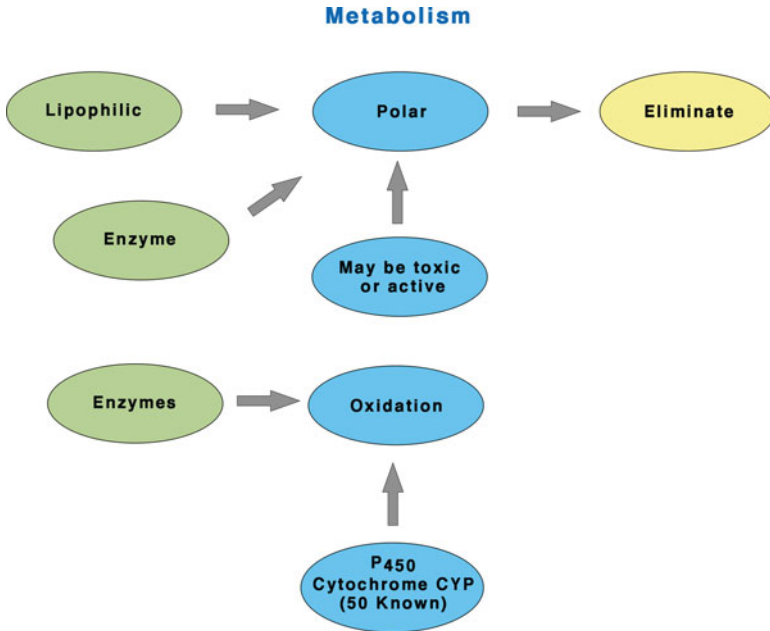 Metabolism
Lipophilic
Polar
Eliminate
Enzyme
May be toxic
or active
Enzymes
Oxidation
P450
Cytochrome CYP
(50 Known)